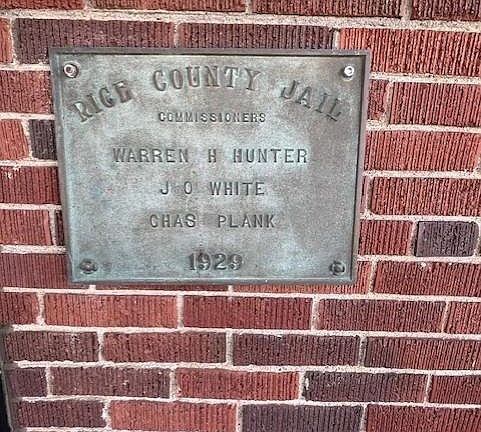 RICE COUNTY JAIL
COMMISSIONERS
WARREN H HUNTER
J O WHITE
CHAS PLANK
1929